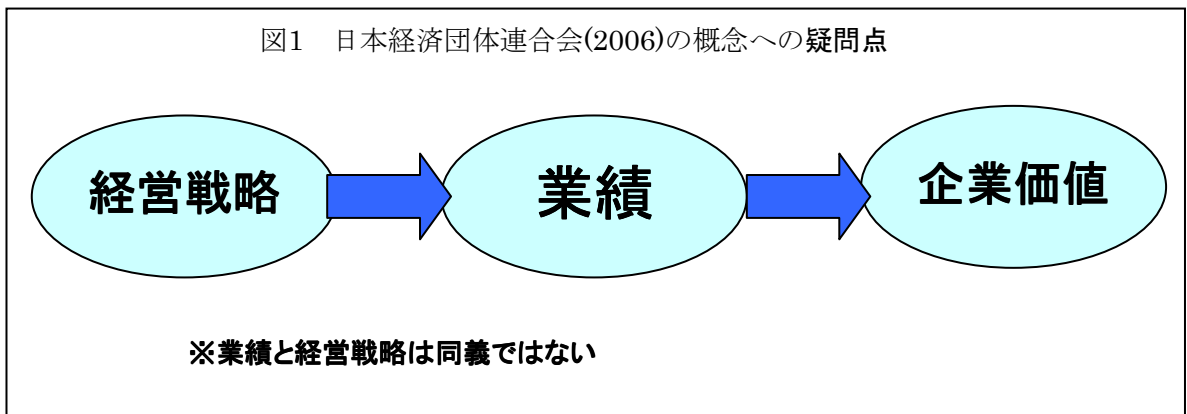 図1 日本経済団体連合会(2006)の概念への疑問点
経営戦略
業績
企業価値
※業績と経営戦略は同義ではない